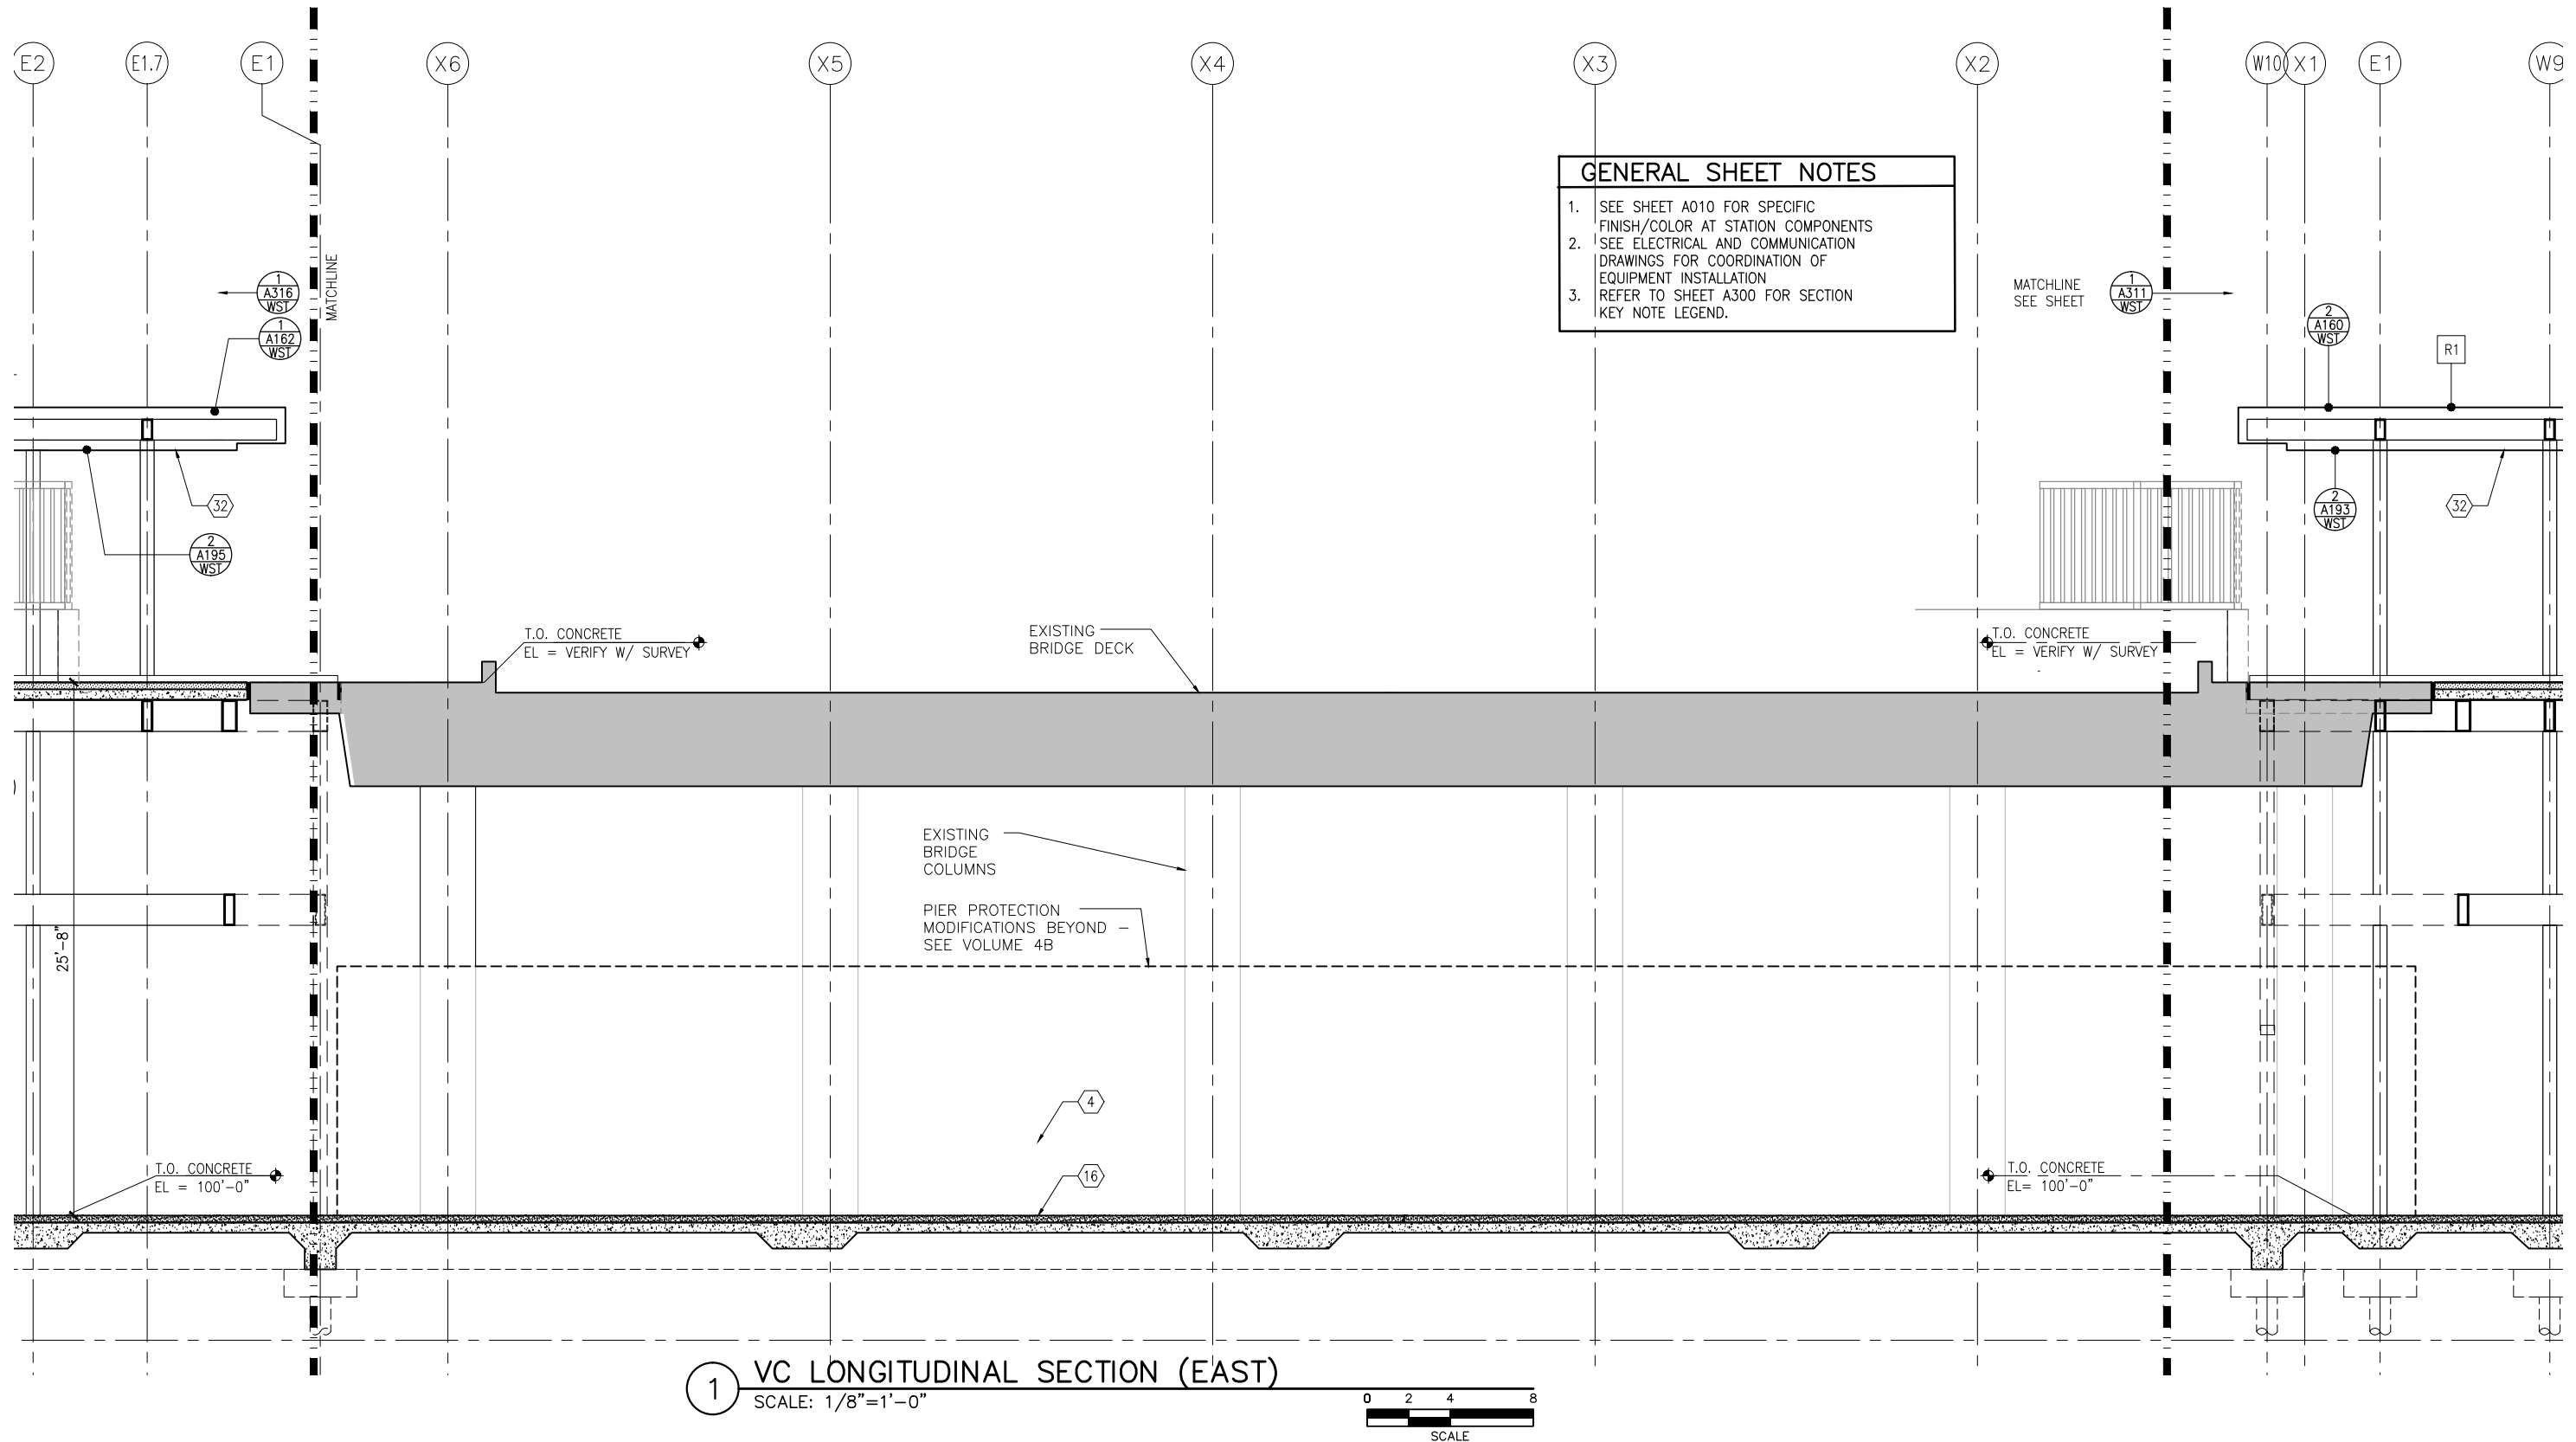 E2
E1.7
E1
X6
X5
X4
X3
X2
W10
X1
E1
W9
GENERAL SHEET NOTES
1. SEE SHEET A010 FOR SPECIFIC
FINISH/COLOR AT STATION COMPONENTS
2. SEE ELECTRICAL AND COMMUNICATION
DRAWINGS FOR COORDINATION OF
EQUIPMENT INSTALLATION
3. REFER TO SHEET A300 FOR SECTION
KEY NOTE LEGEND.
MATCHLINE
1
A316
WST
1
A162
WST
MATCHLINE
SEE SHEET
1
A311
WST
2
A160
WST
R1
32
2
A195
WST
2
A193
WST
32
T.O. CONCRETE
EL = VERIFY W/ SURVEY
EXISTING
BRIDGE DECK
T.O. CONCRETE
EL = VERIFY W/ SURVEY
EXISTING
BRIDGE
COLUMNS
PIER PROTECTION
MODIFICATIONS BEYOND –
SEE VOLUME 4B
25'-8"
4
16
T.O. CONCRETE
EL = 100'-0"
T.O. CONCRETE
EL= 100'-0"
1
VC LONGITUDINAL SECTION (EAST)
SCALE: 1/8"=1'-0"
0 2 4 8
SCALE